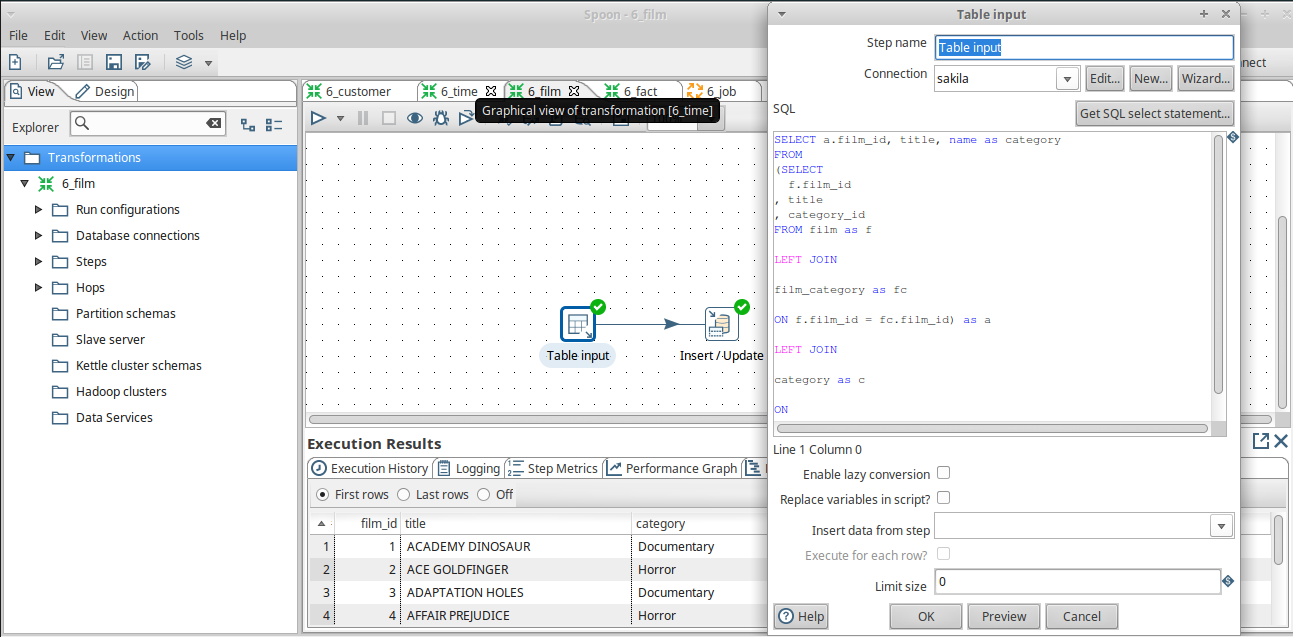 Spoon - 6_film
File Edit View Action Tools Help
View Design
Explorer
Transformations
6_film
Run configurations
Database connections
Steps
Hops
Partition schemas
Slave server
Kettle cluster schemas
Hadoop clusters
Data Services
6_customer 6_time 6_film 6_fact 6_job
Graphical view of transformation [6_time]
Table input Insert / Update
Execution Results
Execution History Logging Step Metrics Performance Graph
First rows Last rows Off
film_id title category
1 1 ACADEMY DINOSAUR Documentary
2 2 ACE GOLDFINGER Horror
3 3 ADAPTATION HOLES Documentary
4 4 AFFAIR PREJUDICE Horror
nect
Table input
Step name Table input
Connection sakila Edit... New... Wizard...
SQL Get SQL select statement...
SELECT a.film_id, title, name as category
FROM
(SELECT
f.film_id
, title
, category_id
FROM film as f
LEFT JOIN
film_category as fc
ON f.film_id = fc.film_id) as a
LEFT JOIN
category as c
ON
Line 1 Column 0
Enable lazy conversion
Replace variables in script?
Insert data from step
Execute for each row?
Limit size 0
Help OK Preview Cancel